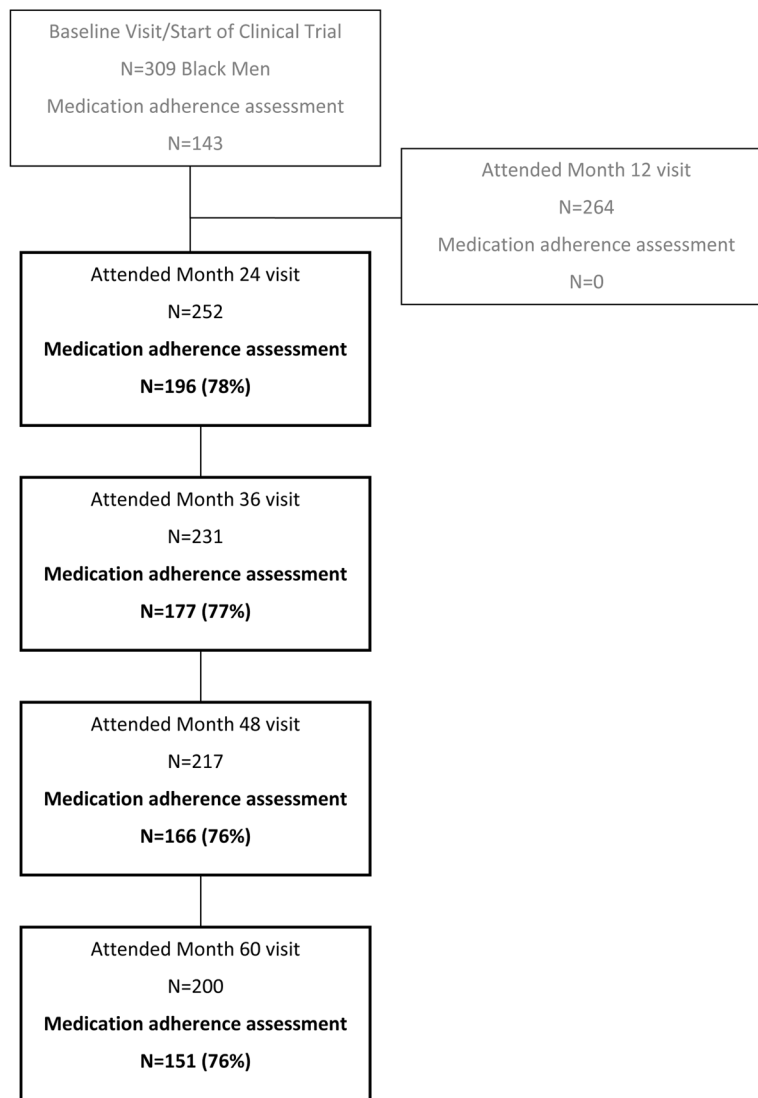 Baseline Visit/Start of Clinical Trial
N=309 Black Men
Medication adherence assessment
N=143
Attended Month 12 visit
N=264
Medication adherence assessment
N=0
Attended Month 24 visit
N=252
Medication adherence assessment
N=196 (78%)
Attended Month 36 visit
N=231
Medication adherence assessment
N=177 (77%)
Attended Month 48 visit
N=217
Medication adherence assessment
N=166 (76%)
Attended Month 60 visit
N=200
Medication adherence assessment
N=151 (76%)